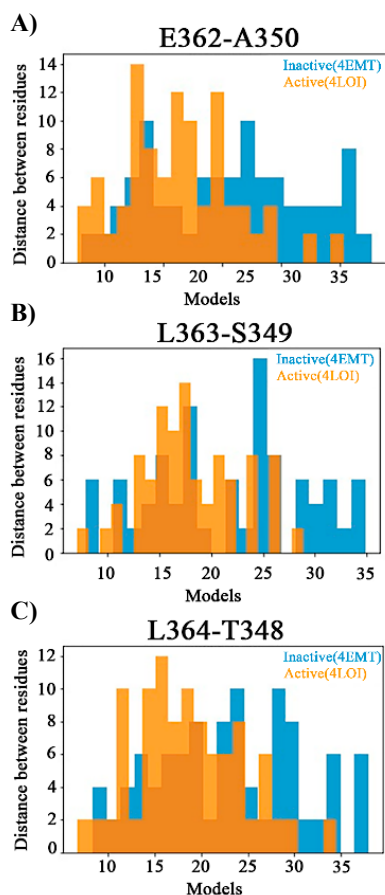 A)
E362-A350
Inactive(4EMT)
Active(4LOI)
Distance between residues
14
12
10
8
6
4
2
0
10 15 20 22 30 35
Models
B)
L363-S349
Inactive(4EMT)
Active(4LOI)
Distance between residues
16
14
12
10
8
6
4
2
0
10 15 20 25 30 35
Models
C)
L364-T348
Inactive(4EMT)
Active(4LOI)
Distance between residues
12
10
8
6
4
2
0
10 15 20 25 30 35
Models